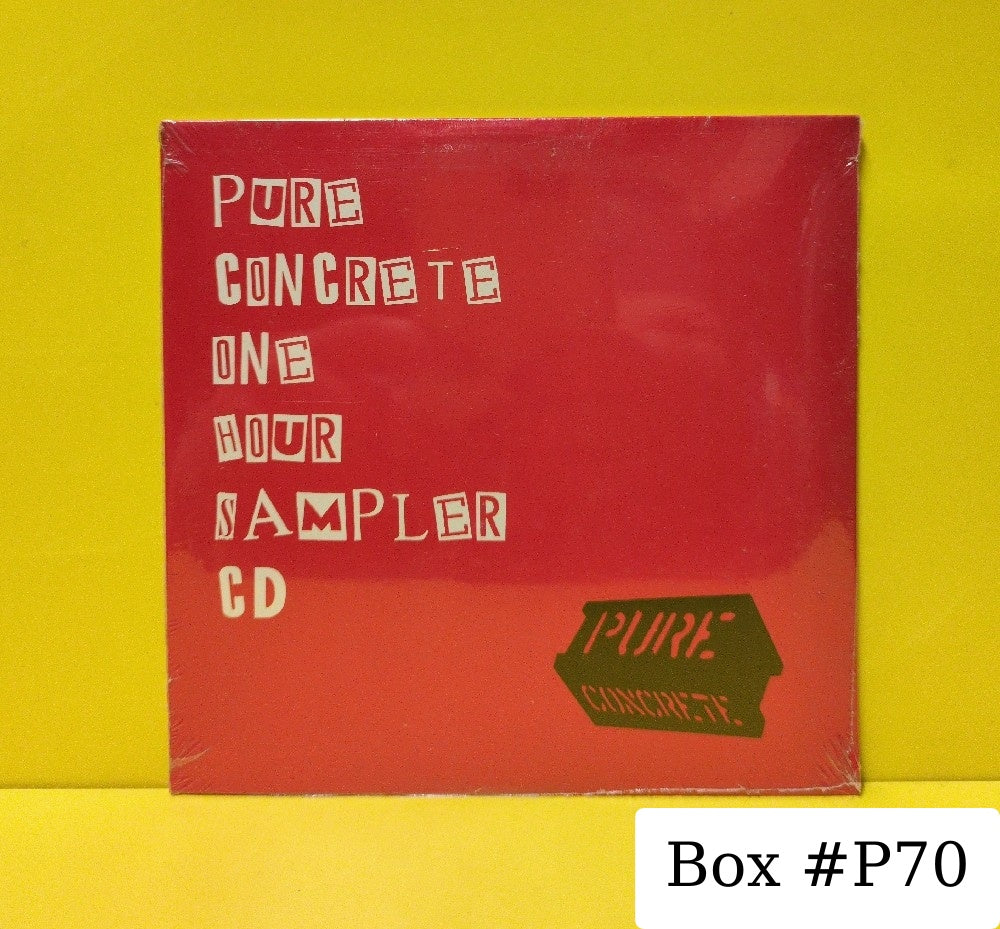 PURE
CONCRETE
ONE
HOUR
SAMPLER
CD
PURE
CONCRETE
Box #P70